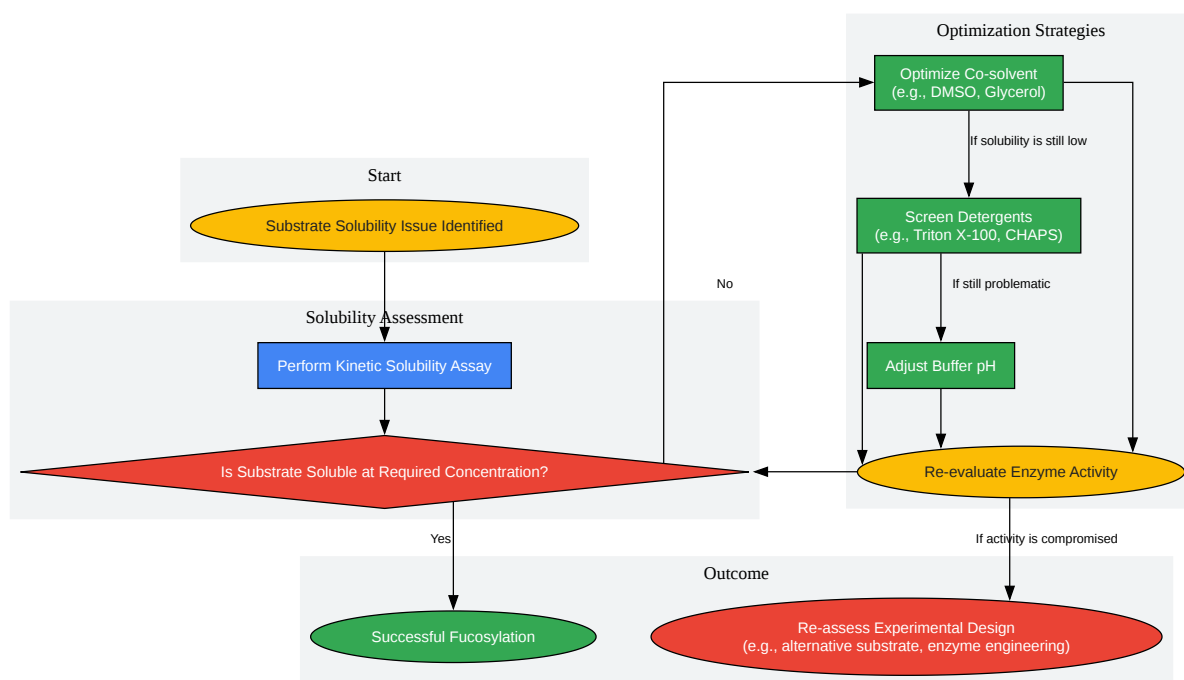 Optimization Strategies
Optimize Co-solvent
(e.g., DMSO, Glycerol)
If solubility is still low
Start
Substrate Solubility Issue Identified
Screen Detergents
(e.g., Triton X-100, CHAPS)
No
If still problematic
Solubility Assessment
Perform Kinetic Solubility Assay
Adjust Buffer pH
Is Substrate Soluble at Required Concentration?
Re-evaluate Enzyme Activity
Yes
If activity is compromised
Outcome
Successful Fucosylation
Re-assess Experimental Design
(e.g., alternative substrate, enzyme engineering)